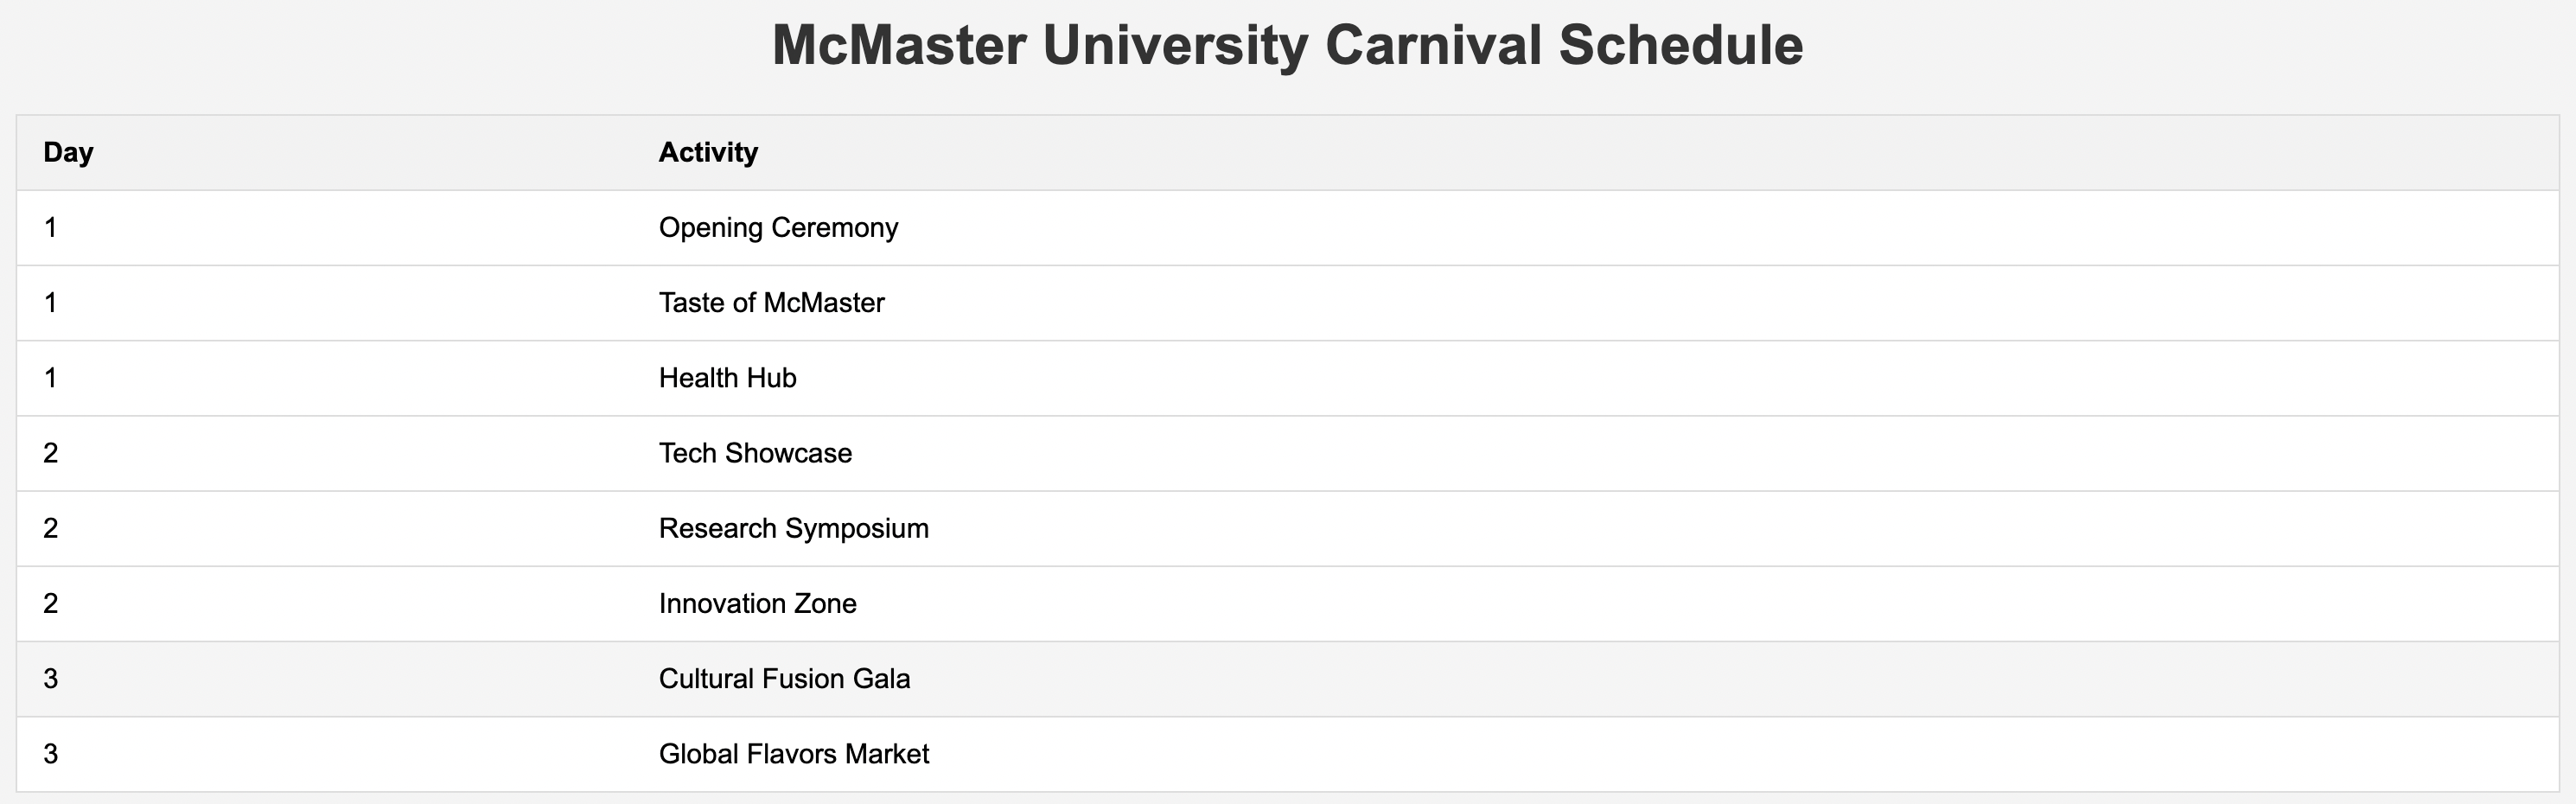 McMaster University Carnival Schedule
Day Activity
1 Opening Ceremony
1 Taste of McMaster
1 Health Hub
2 Tech Showcase
2 Research Symposium
2 Innovation Zone
3 Cultural Fusion Gala
3 Global Flavors Market